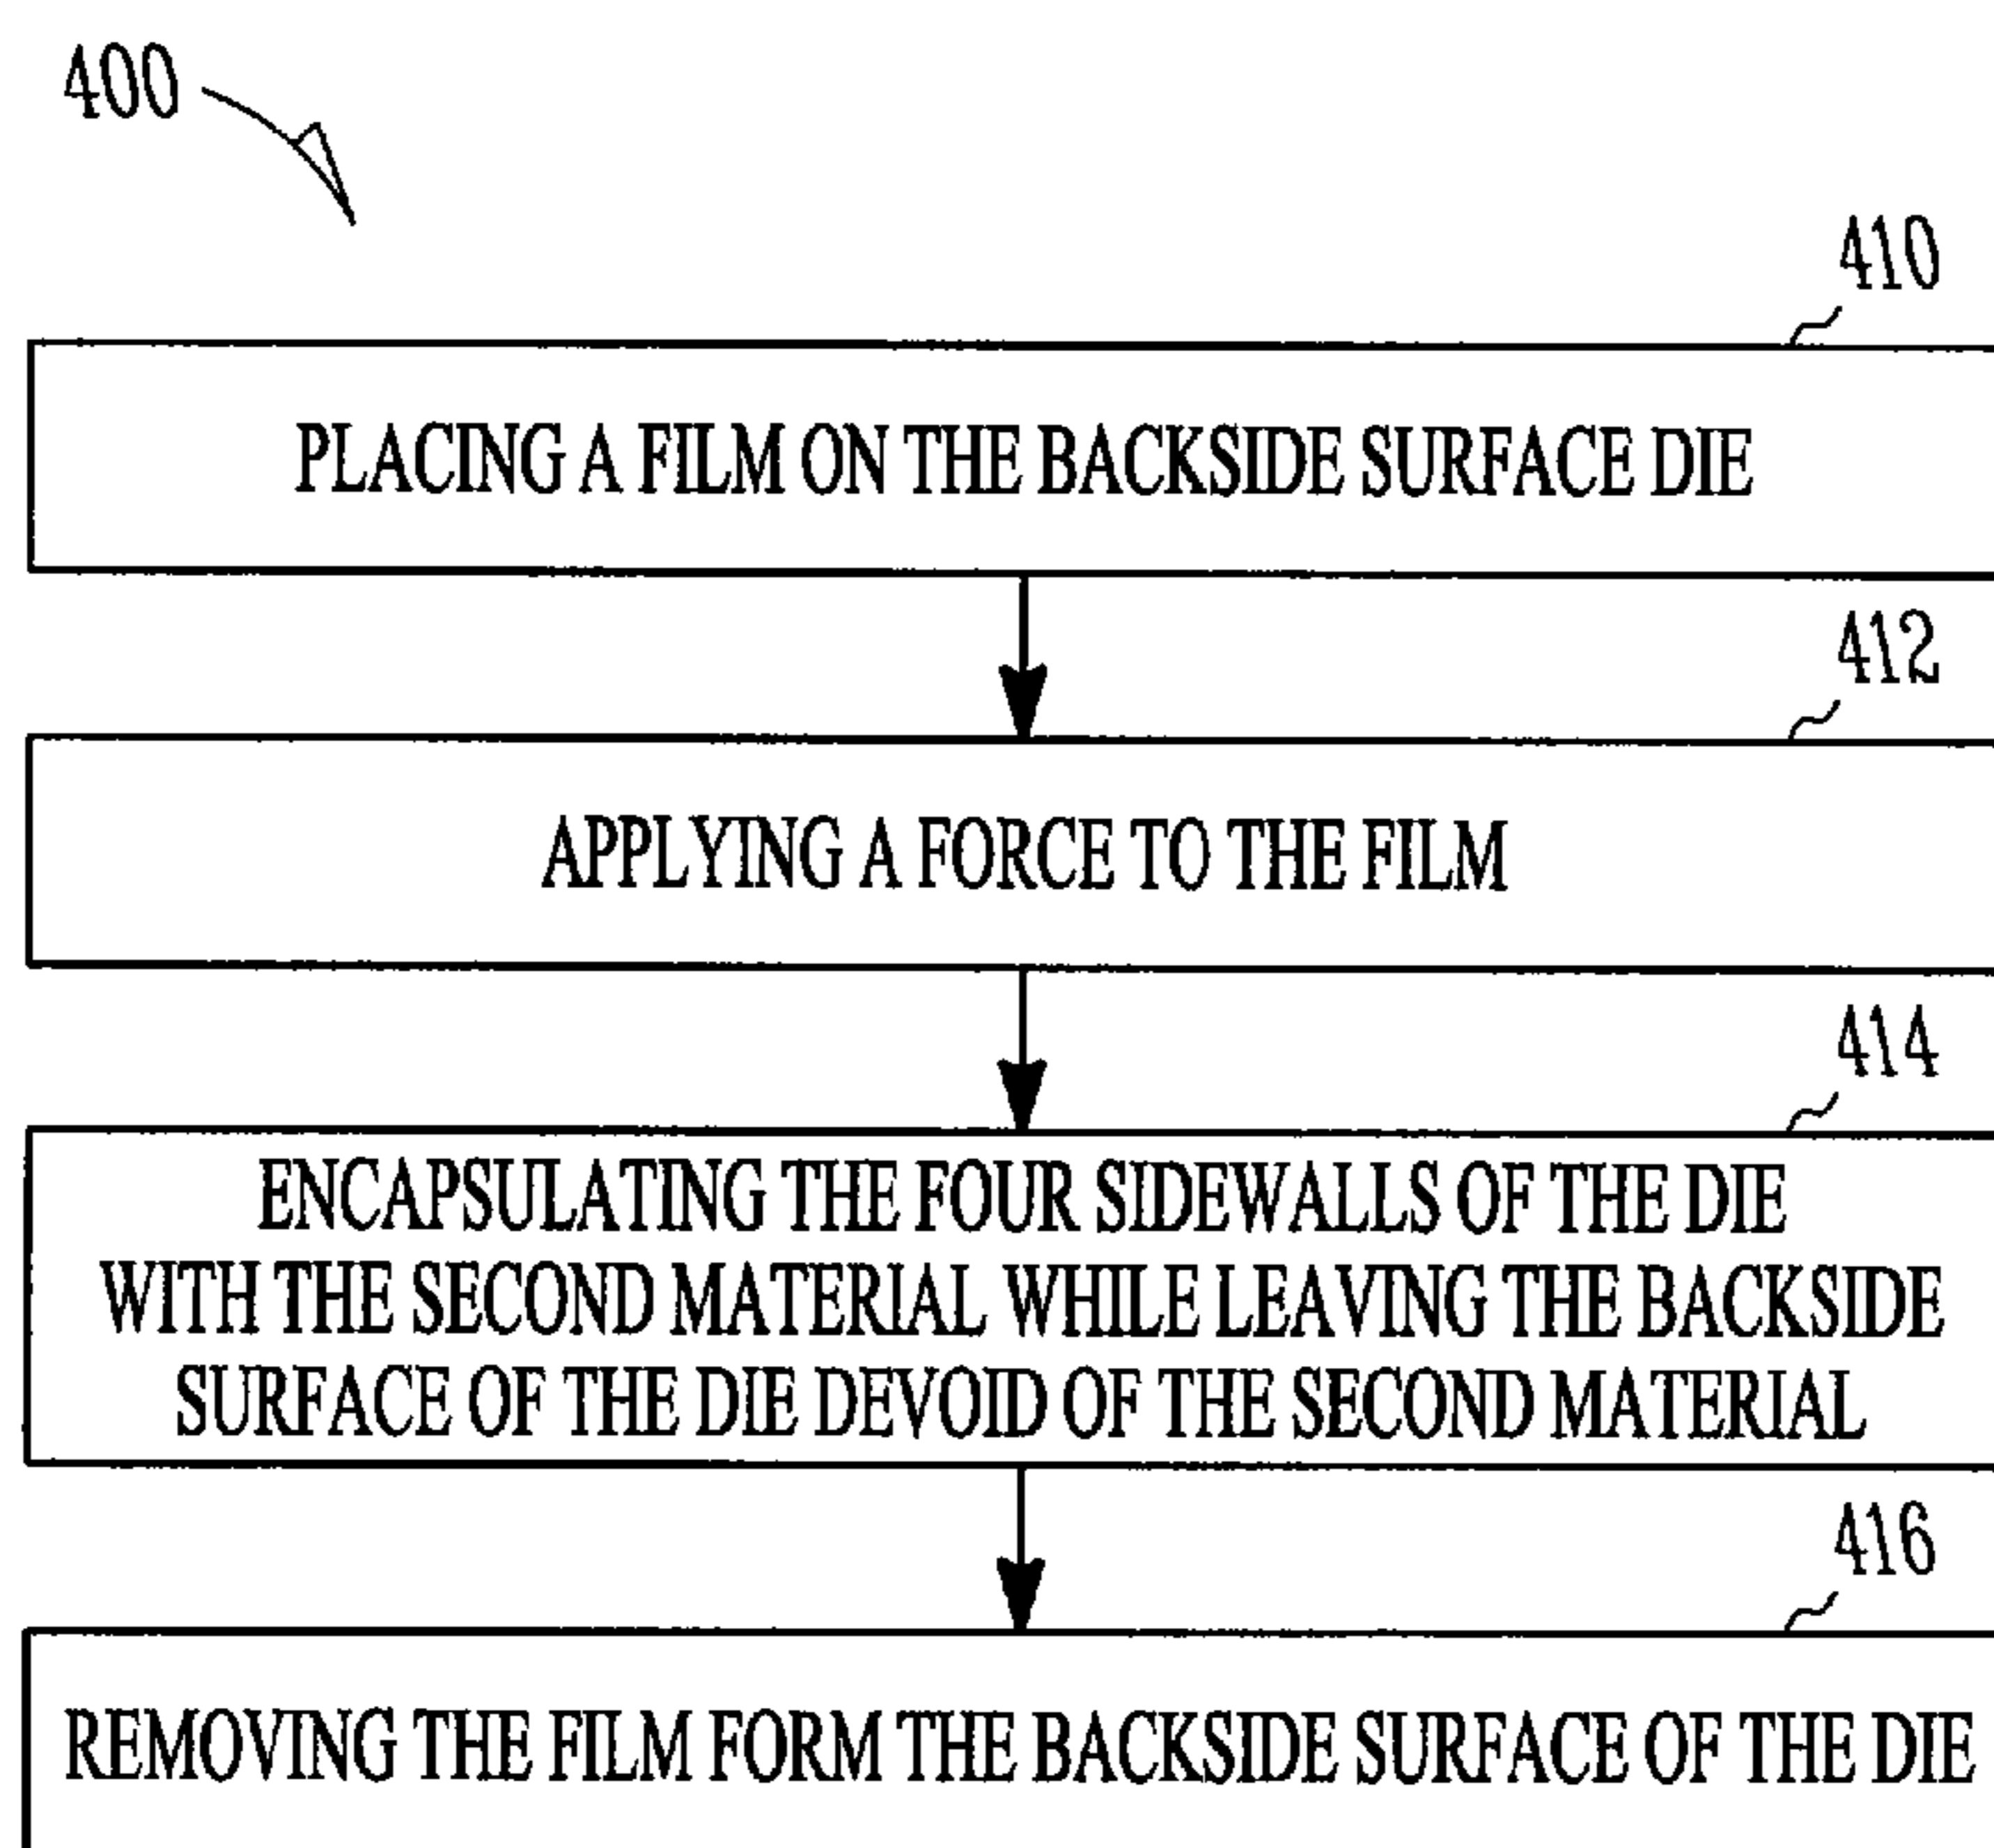 400
410
PLACING A FILM ON THE BACKSIDE SURFACE DIE
412
APPLYING A FORCE TO THE FILM
414
ENCAPSULATING THE FOUR SIDEWALLS OF THE DIE
WITH THE SECOND MATERIAL WHILE LEAVING THE BACKSIDE
SURFACE OF THE DIE DEVOID OF THE SECOND MATERIAL
416
REMOVING THE FILM FORM THE BACKSIDE SURFACE OF THE DIE